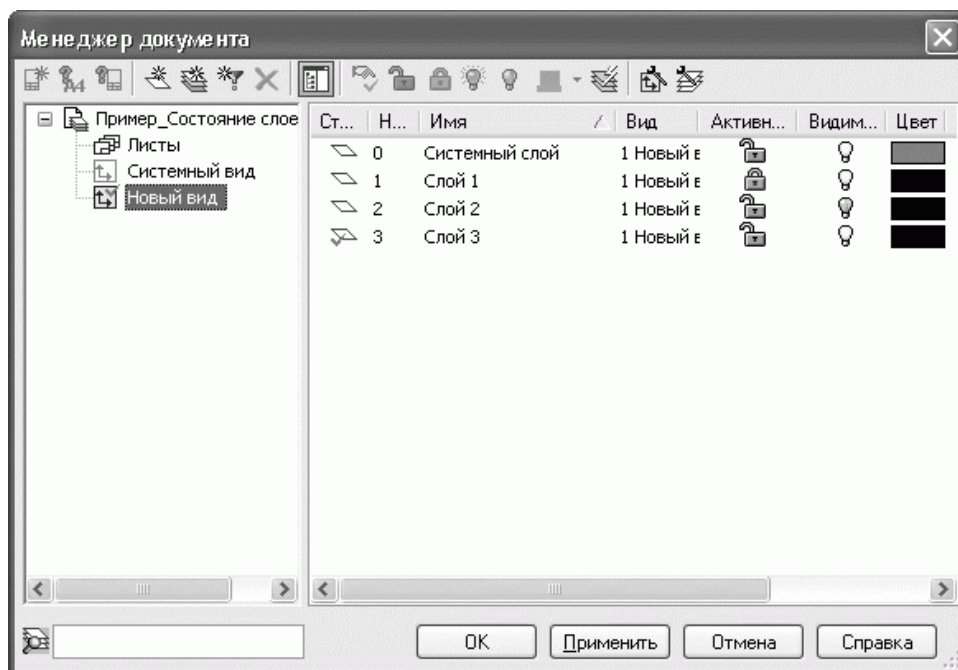 Менеджер документа
A4
Пример_Состояние слое
Листы
Системный вид
Новый вид
Ст... Н... Имя Вид Активн... Видим... Цвет
0 Системный слой 1 Новый в
1 Слой 1 1 Новый в
2 Слой 2 1 Новый в
3 Слой 3 1 Новый в
ОК Применить Отмена Справка